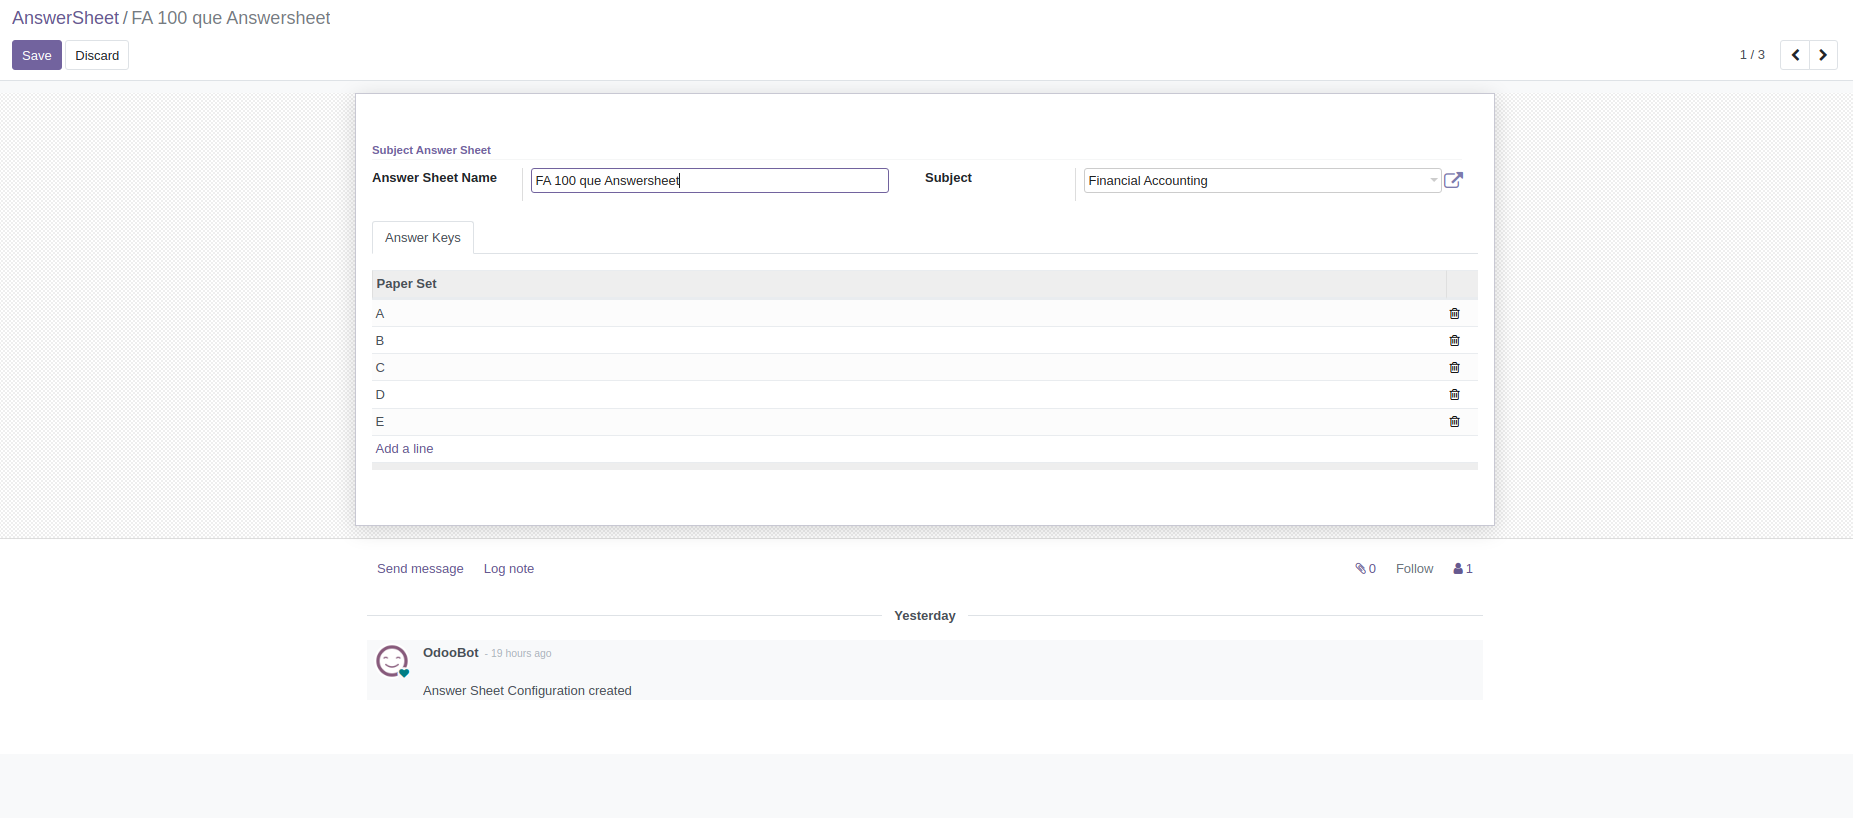 AnswerSheet / FA 100 que Answersheet
Save Discard 1 / 3
Subject Answer Sheet
Answer Sheet Name FA 100 que Answersheet Subject Financial Accounting
Answer Keys
Paper Set
A
B
C
D
E
Add a line
Send message Log note 0 Follow 1
Yesterday
OdooBot - 19 hours ago
Answer Sheet Configuration created